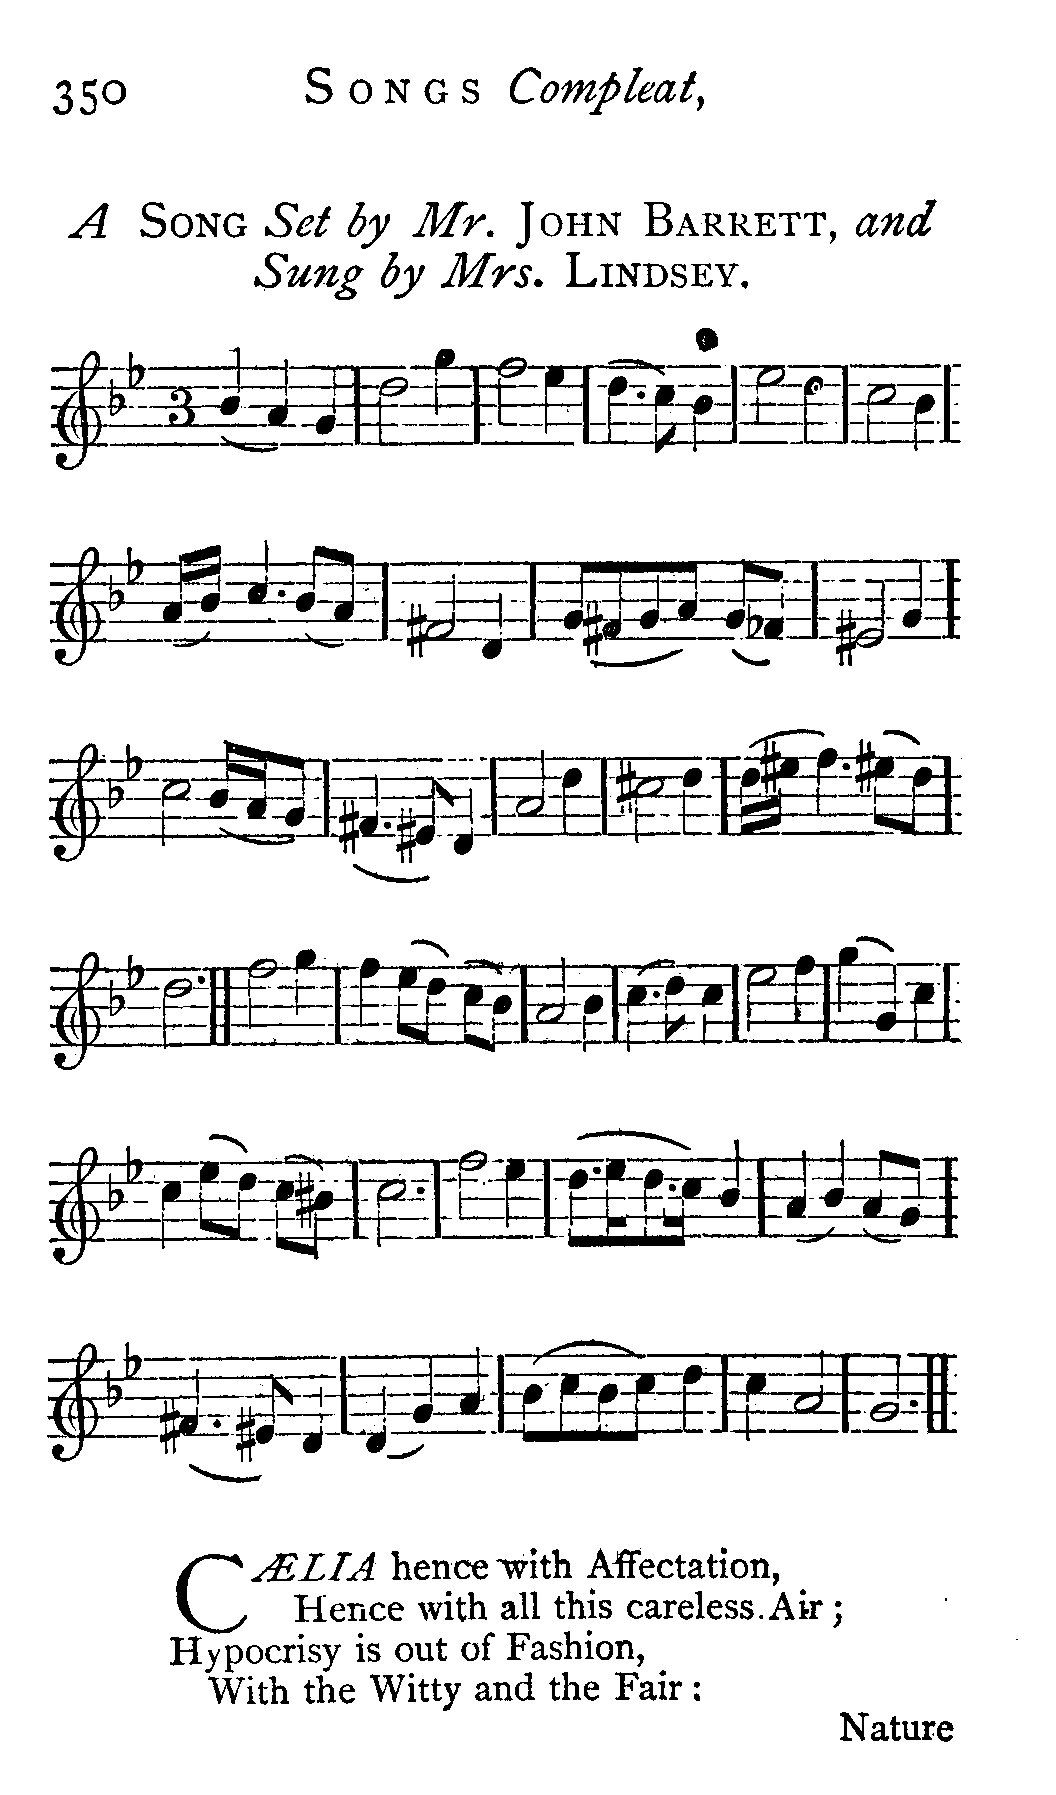 350 SONGS Compleat,
A SONG Set by Mr. JOHN BARRETT, and
Sung by Mrs. LINDSEY.
3
CÆLIA hence with Affectation,
Hence with all this careless Air;
Hypocrisy is out of Fashion,
With the Witty and the Fair:
Nature